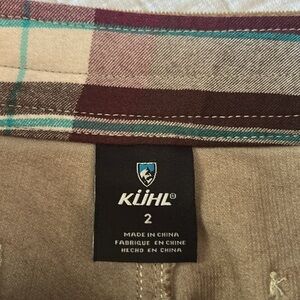 KÜHL®
2
MADE IN CHINA
FABRIQUE EN CHINE
HECHO EN CHINA